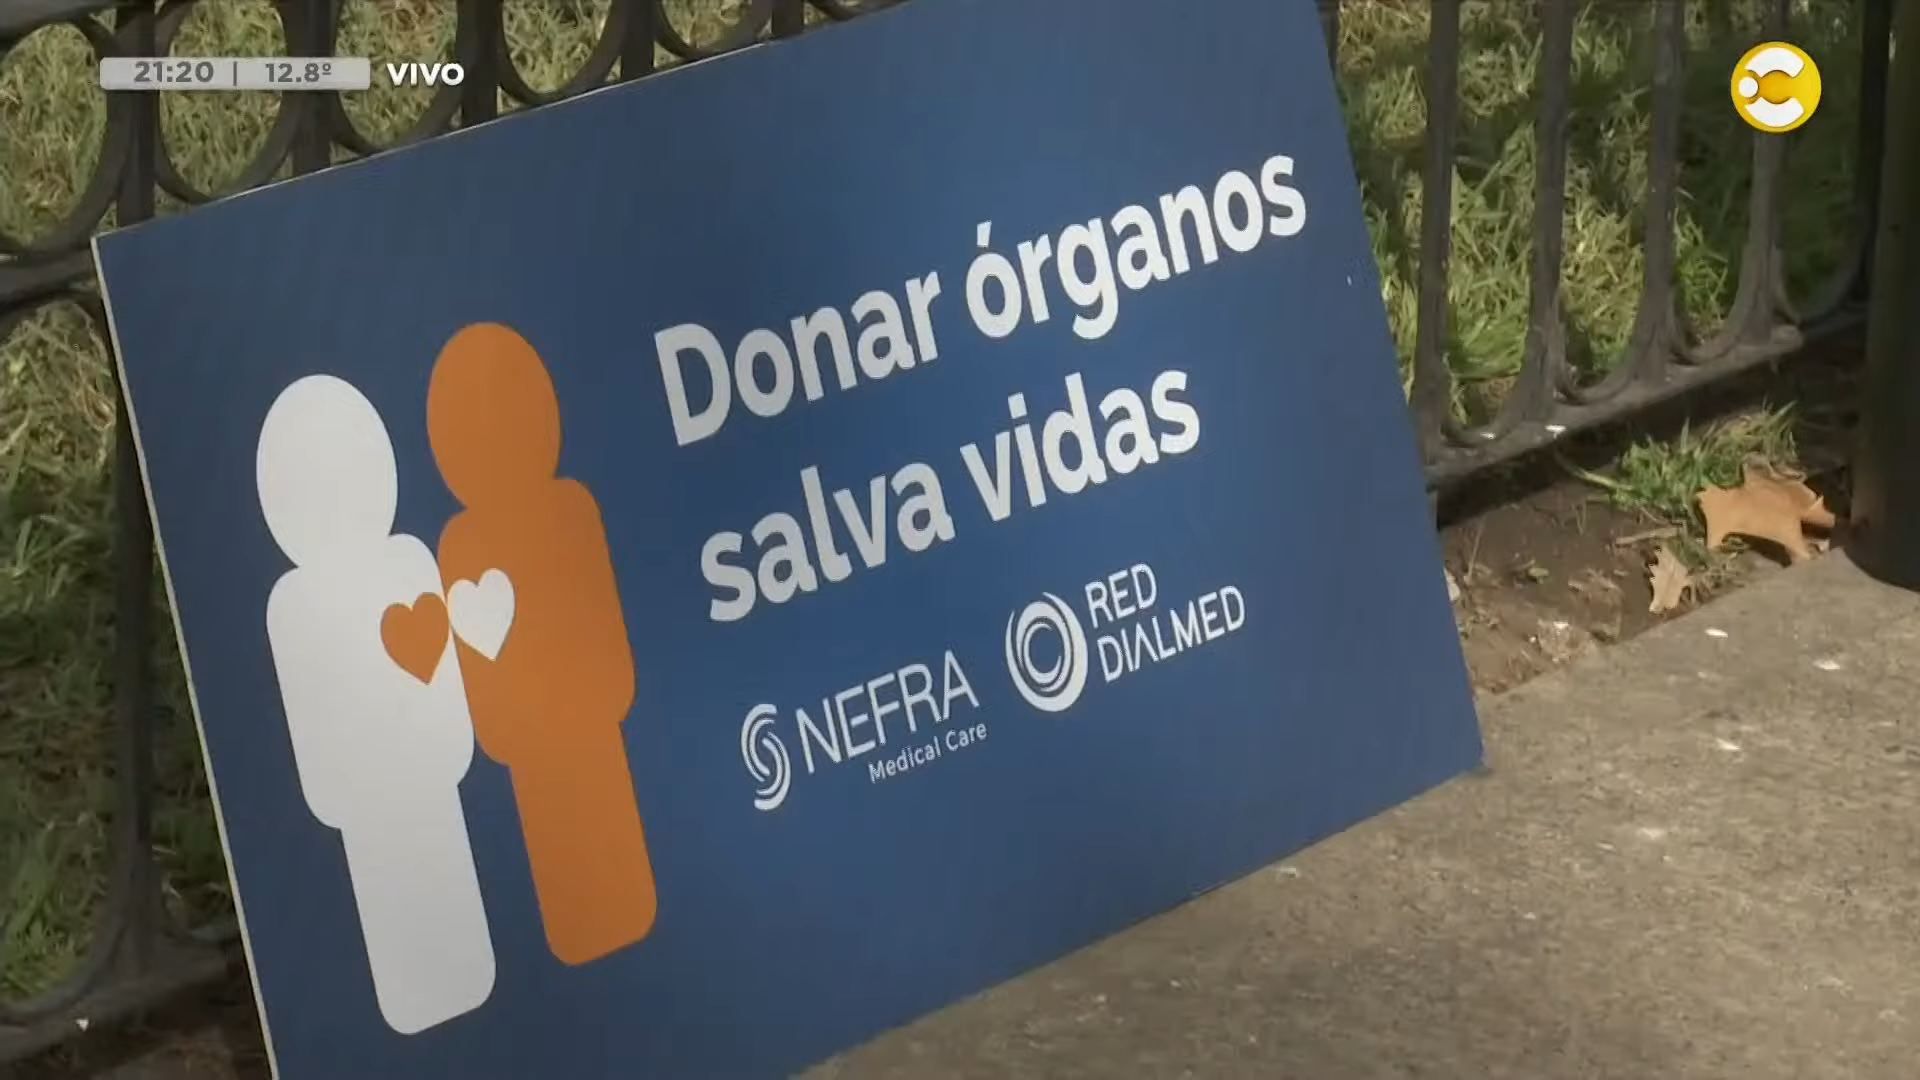 21:20 | 12.8º VIVO
Donar órganos
salva vidas
NEFRA
Medical Care
RED
DIALMED